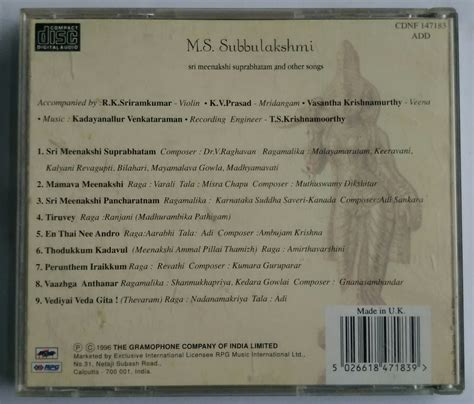 COMPACT
disc
DIGITAL AUDIO
CDNF 147183
ADD
M.S. Subbulakshmi
sri meenakshi suprabhatam and other songs
Accompanied by : R.K.Sriramkumar - Violin • K.V.Prasad - Mridangam • Vasantha Krishnamurthy - Veena
• Music : Kadayanallur Venkataraman • Recording Engineer - T.S.Krishnamoorthy
1. Sri Meenakshi Suprabhatam Composer : Dr.V.Raghavan Ragamalika : Malayamarutam, Keeravani,
Kalyani Revagupti, Bilahari, Mayamalava Gowla, Madhyamavati
2. Mamava Meenakshi Raga : Varali Tala : Misra Chapu Composer : Muthuswamy Dikshitar
3. Sri Meenakshi Pancharatnam Ragamalika : Karnataka Suddha Saveri-Kanada Composer:Adi Sankara
4. Tiruvey Raga :Ranjani (Madhurambika Pathigam)
5. En Thai Nee Andro Raga:Aarabhi Tala: Adi Composer : Ambujam Krishna
6. Thodukkum Kadavul (Meenakshi Ammal Pillai Thamizh) Raga : Amirthavarthini
7. Perunthem Iraikkum Raga : Revathi Composer : Kumara Guruparar
8. Vaazhga Anthanar Ragamalika : Shanmukhapriya, Kedara Gowlai Composer : Gnanasambandar
9. Vediyai Veda Gita ! (Thevaram) Raga : Nadanamakriya Tala : Adi
Made in U.K.
Ⓟ © 1996 THE GRAMOPHONE COMPANY OF INDIA LIMITED
Marketed by Exclusive International Licensee RPG Music International Ltd.,
No.31, Netaji Subash Road,
Calcutta - 700 001, India.
RPG
5 026618 471839 >